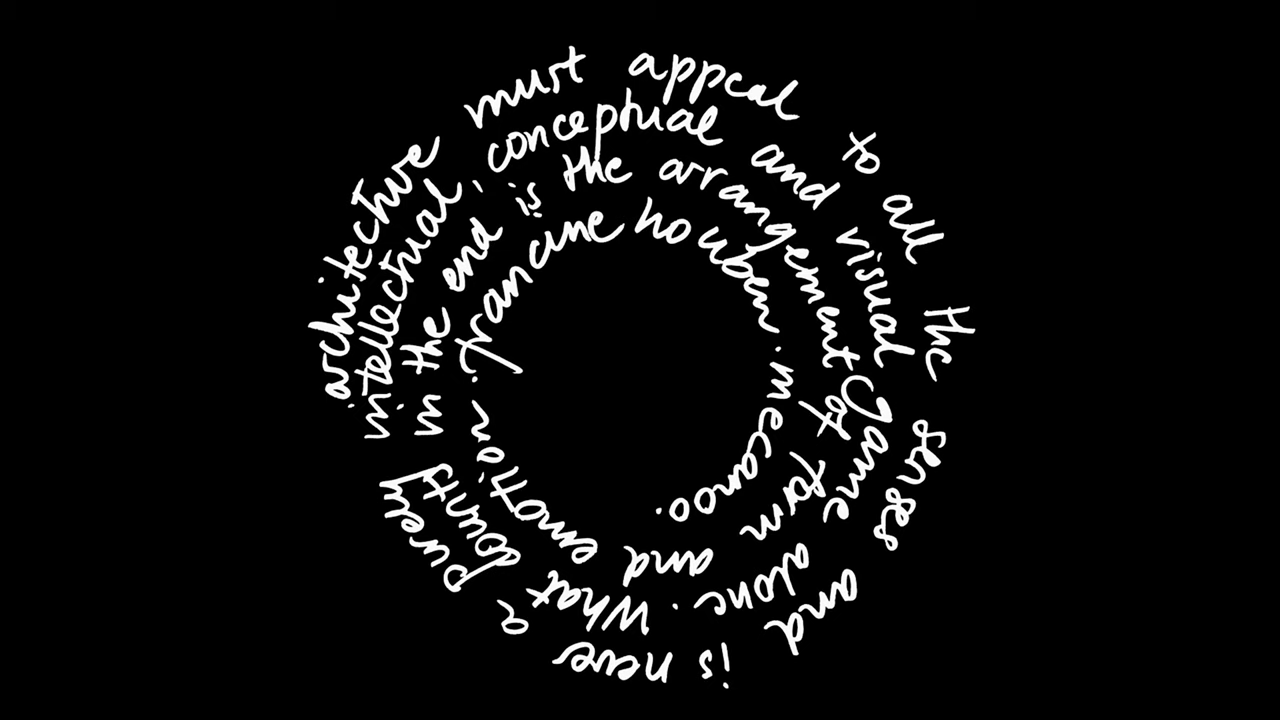 architecture must appeal to all the senses and is never a purely
intellectual, conceptual and visual Game alone. What counts
in the end is the arrangement of form and emotion.
francine houben. mecanoo.